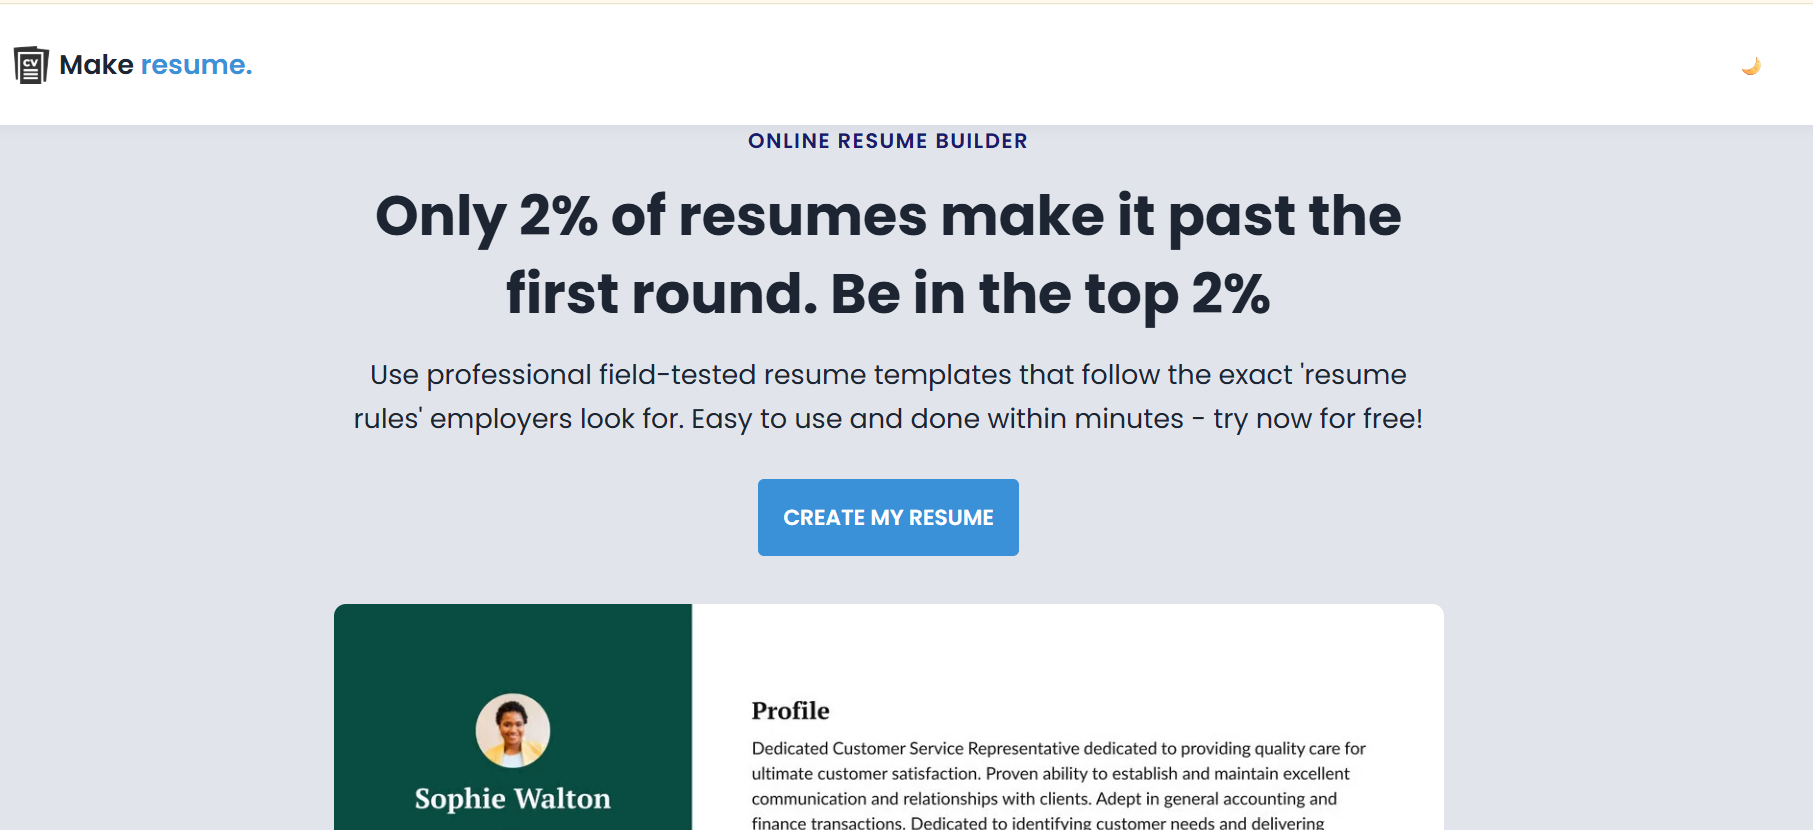 CV
Make resume.
ONLINE RESUME BUILDER
Only 2% of resumes make it past the
first round. Be in the top 2%
Use professional field-tested resume templates that follow the exact 'resume
rules' employers look for. Easy to use and done within minutes - try now for free!
CREATE MY RESUME
Sophie Walton
Profile
Dedicated Customer Service Representative dedicated to providing quality care for
ultimate customer satisfaction. Proven ability to establish and maintain excellent
communication and relationships with clients. Adept in general accounting and
finance transactions. Dedicated to identifying customer needs and delivering